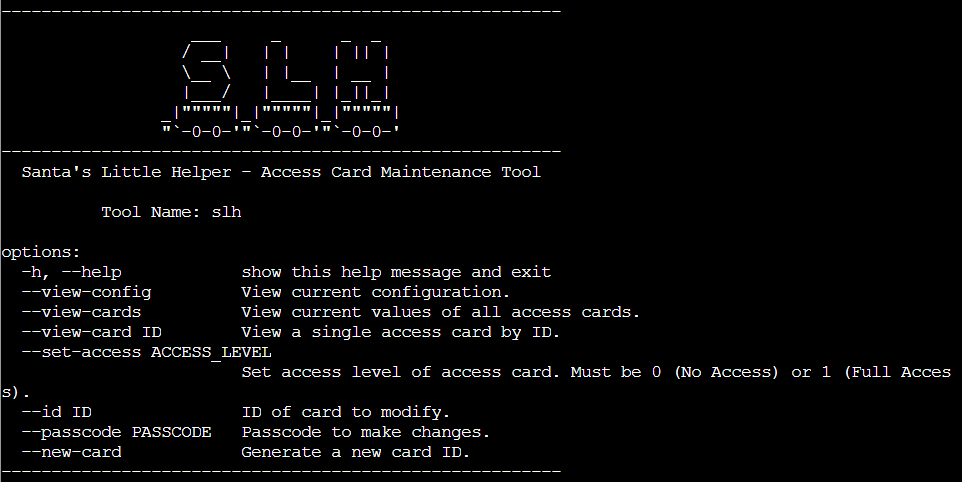 --------------------------------------------------------
                   ___     _      _  _
                  / __|   | |    | || |
                  \__ \   | |__  | __ |
                  |___/   |____| |_||_|
                _|"""""|_|"""""|_|"""""|
                "`-0-0-'"`-0-0-'"`-0-0-'
--------------------------------------------------------
  Santa's Little Helper - Access Card Maintenance Tool
          Tool Name: slh
options:
  -h, --help            show this help message and exit
  --view-config         View current configuration.
  --view-cards          View current values of all access cards.
  --view-card ID        View a single access card by ID.
  --set-access ACCESS_LEVEL
                        Set access level of access card. Must be 0 (No Access) or 1 (Full Acces
s).
  --id ID               ID of card to modify.
  --passcode PASSCODE   Passcode to make changes.
  --new-card            Generate a new card ID.
--------------------------------------------------------